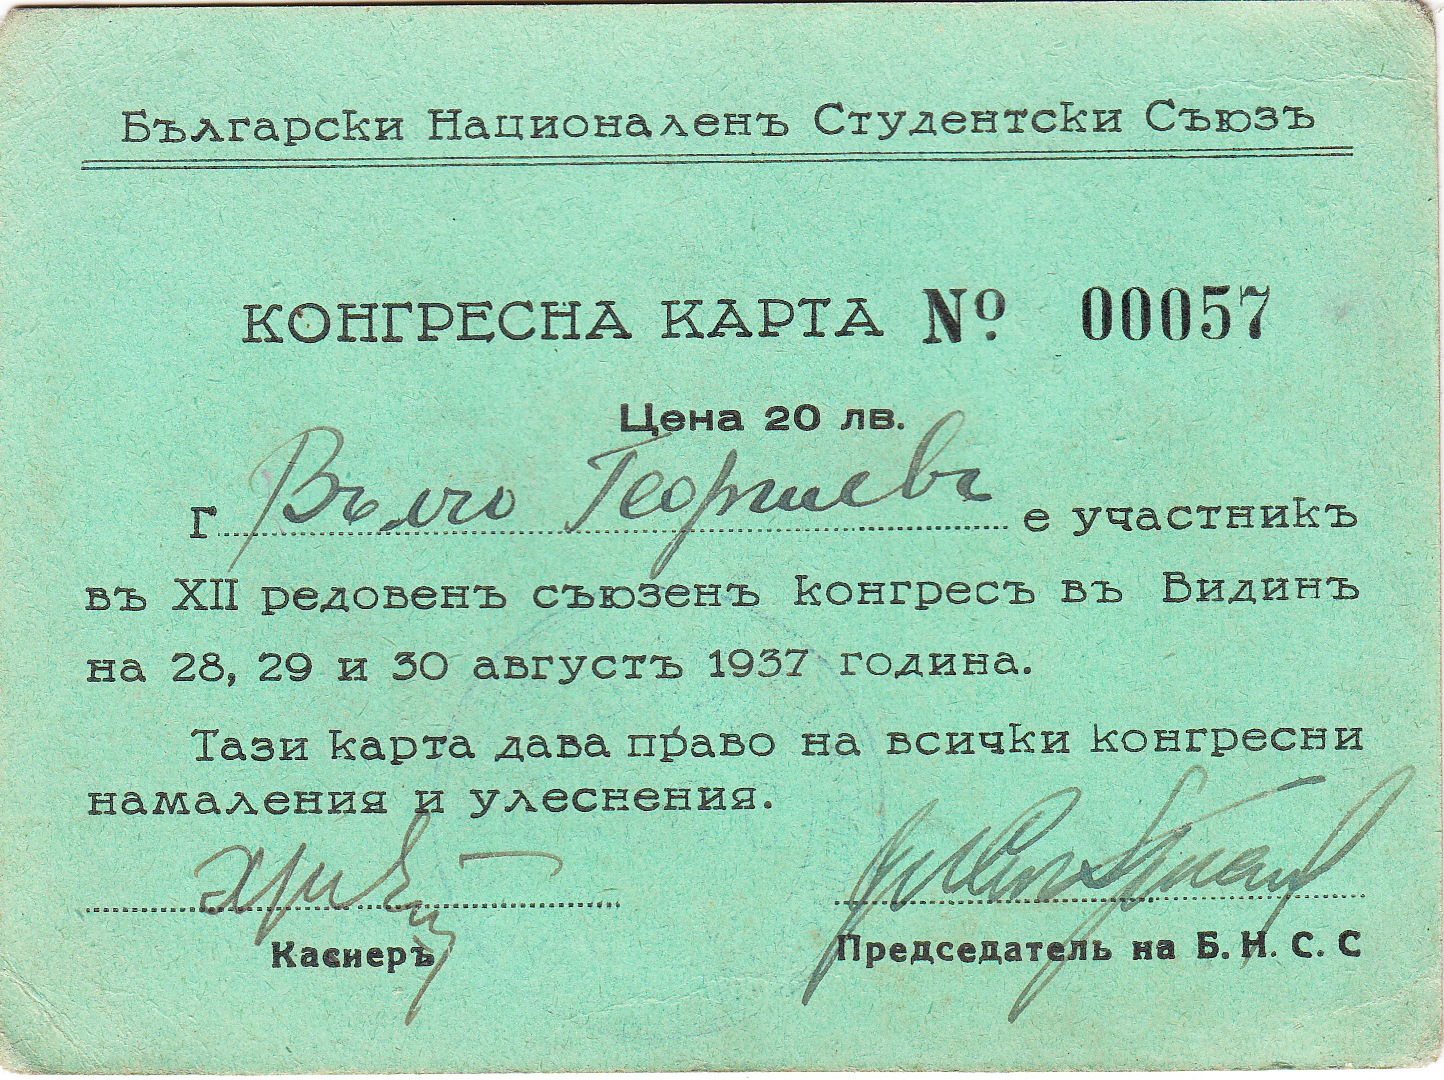 Български Националенъ Студентски Съюзъ
КОНГРЕСНА КАРТА № 00057
Цена 20 лв.
Г Вълчо Георгиевъ е участникъ
въ XII редовенъ съюзенъ конгресъ въ Видинъ
на 28, 29 и 30 августъ 1937 година.
Тази карта дава право на всички конгресни
намаления и улеснения.
Касиеръ
Председатель на Б. Н. С. С